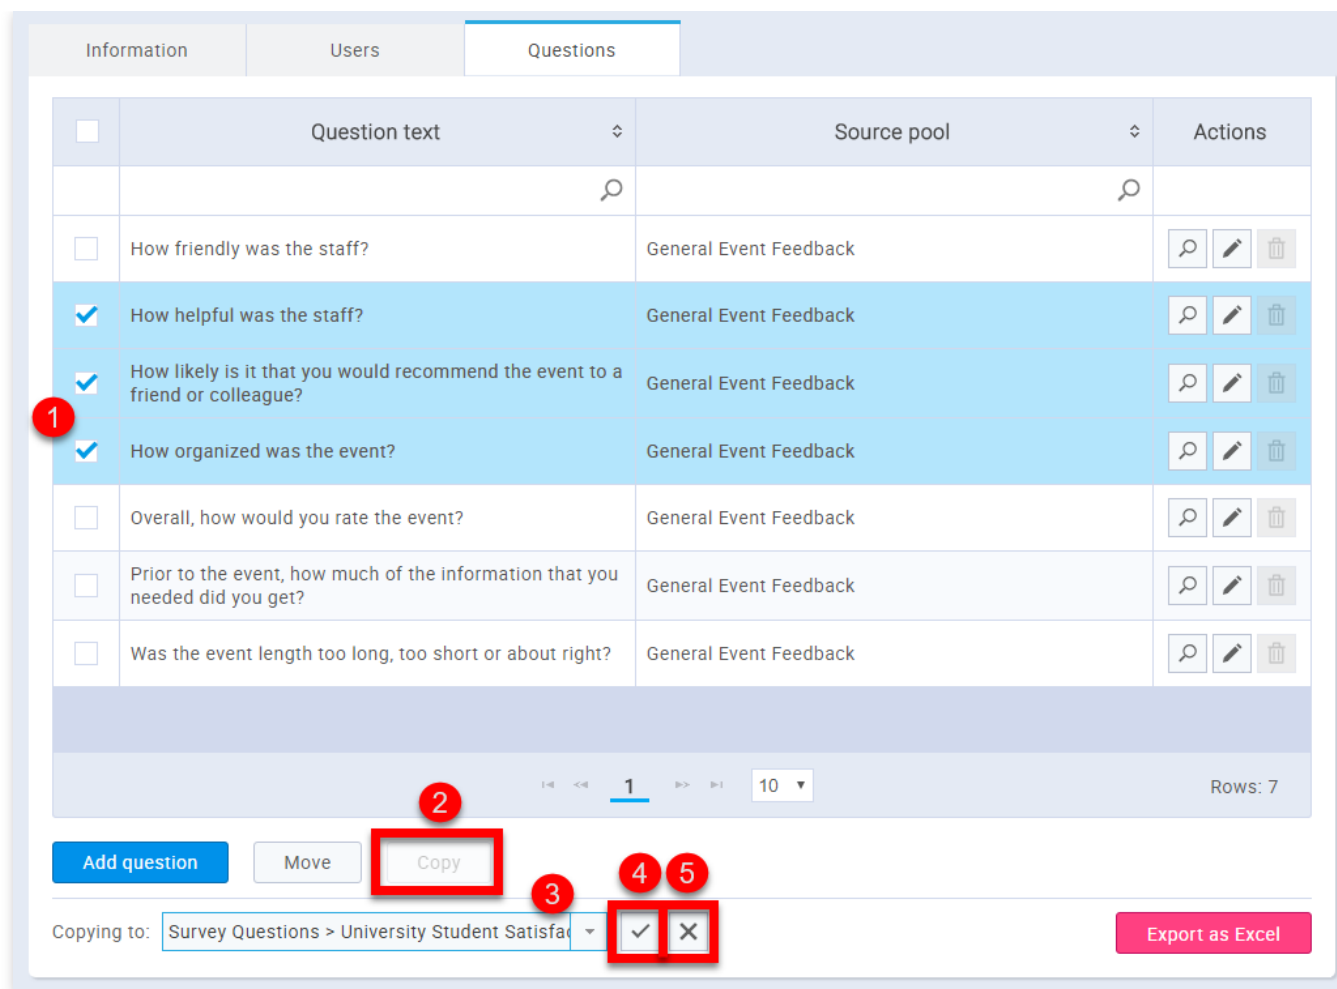 Information
Users
Questions
Question text
Source pool
Actions
How friendly was the staff?
General Event Feedback
How helpful was the staff?
General Event Feedback
How likely is it that you would recommend the event to a
friend or colleague?
General Event Feedback
1
How organized was the event?
General Event Feedback
Overall, how would you rate the event?
General Event Feedback
Prior to the event, how much of the information that you
needed did you get?
General Event Feedback
Was the event length too long, too short or about right?
General Event Feedback
1
10
Rows: 7
2
Add question
Move
Copy
3
4
5
Copying to:
Survey Questions > University Student Satisfac
Export as Excel